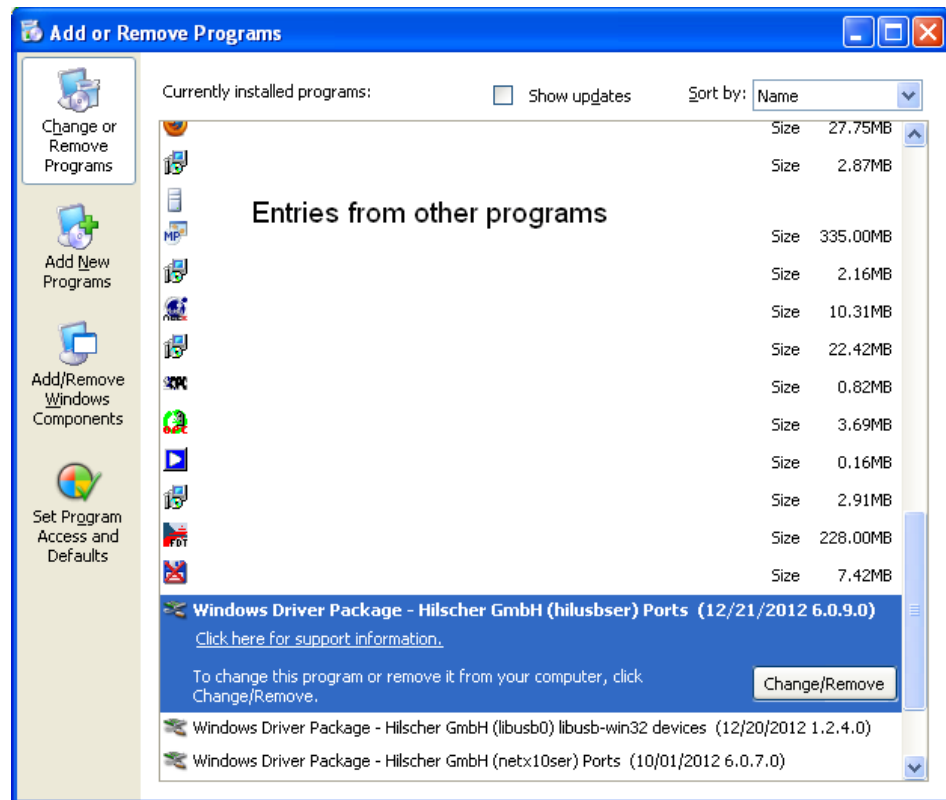 Add or Remove Programs
Change or
Remove
Programs
Add New
Programs
Add/Remove
Windows
Components
Set Program
Access and
Defaults
Currently installed programs:
Show updates
Sort by: Name
Size 27.75MB
Size 2.87MB
Entries from other programs
MP
Size 335.00MB
Size 2.16MB
Size 10.31MB
Size 22.42MB
Size 0.82MB
Size 3.69MB
Size 0.16MB
Size 2.91MB
FDT
Size 228.00MB
Size 7.42MB
Windows Driver Package - Hilscher GmbH (hilusbser) Ports (12/21/2012 6.0.9.0)
Click here for support information.
To change this program or remove it from your computer, click
Change/Remove.
Change/Remove
Windows Driver Package - Hilscher GmbH (libusb0) libusb-win32 devices (12/20/2012 1.2.4.0)
Windows Driver Package - Hilscher GmbH (netx10ser) Ports (10/01/2012 6.0.7.0)